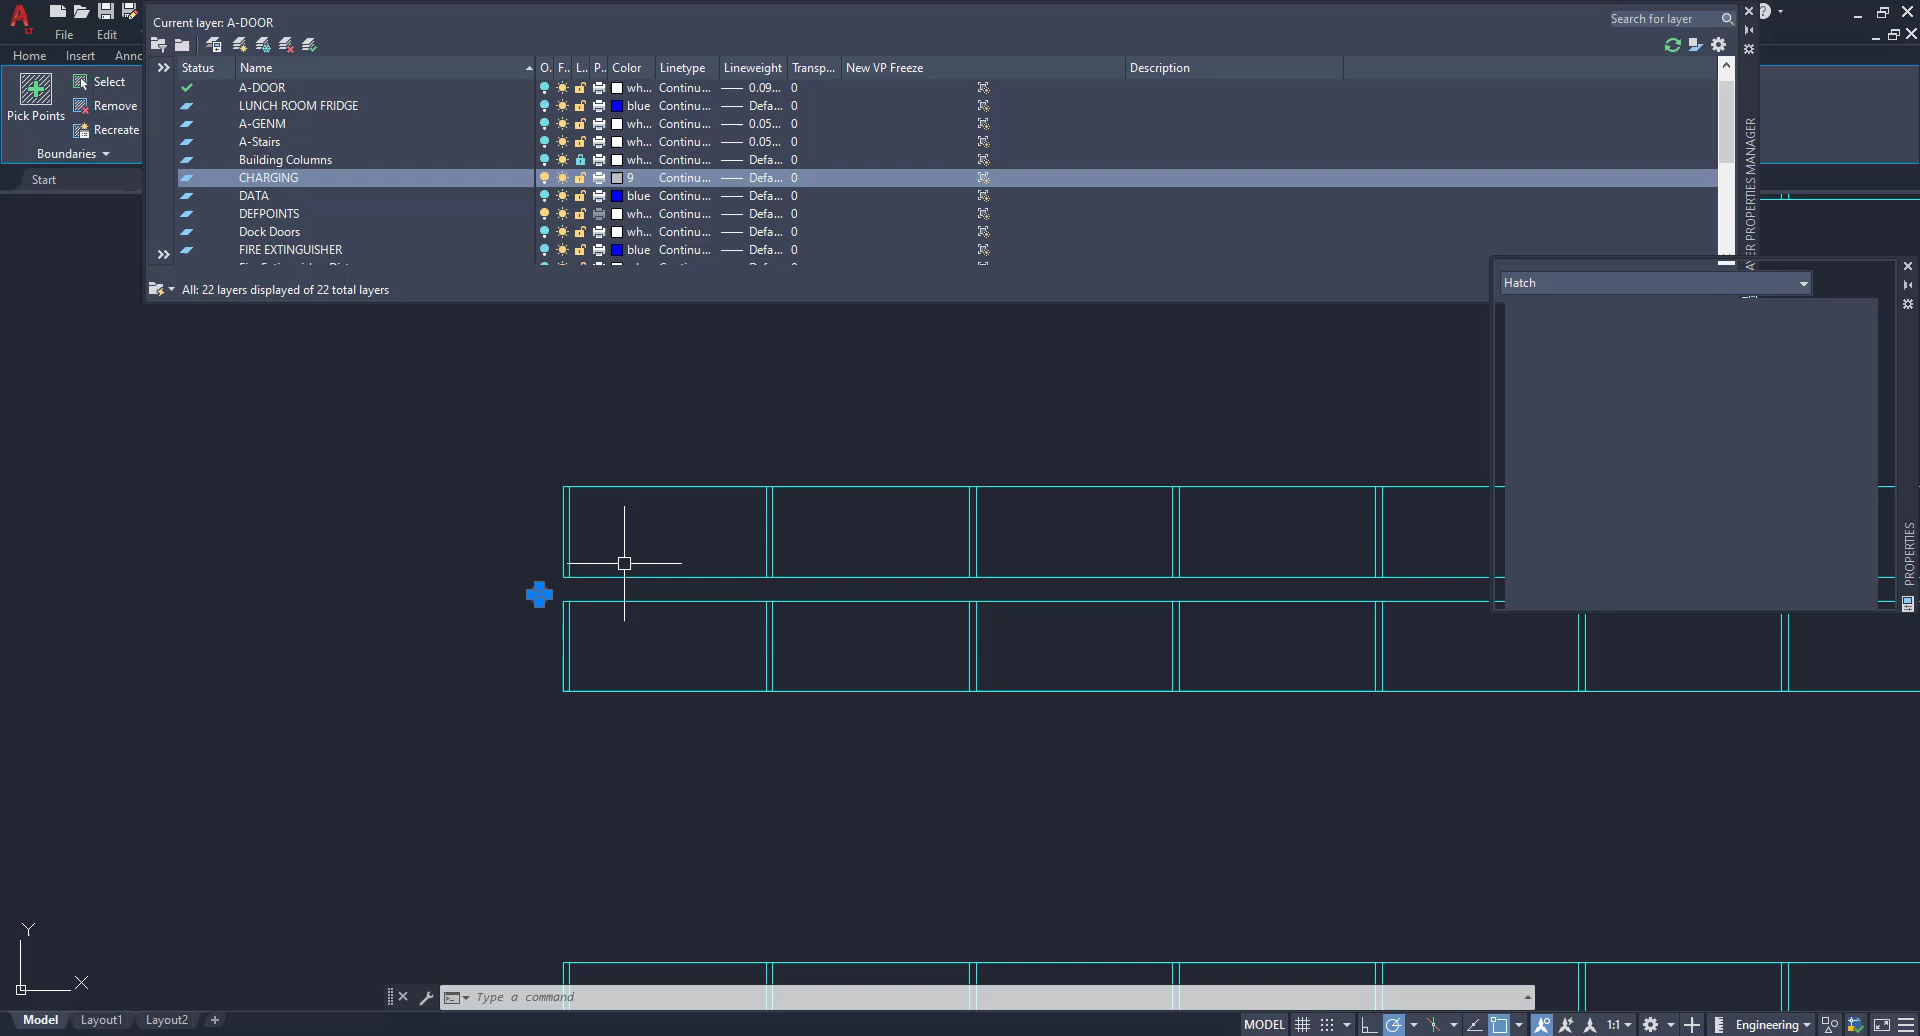 LT
File
Edit
Home
Insert
Anno
Pick Points
Select
Remove
Recreate
Boundaries
Start
Current layer: A-DOOR
Search for layer
Status
Name
O.
F..
L..
P..
Color
Linetype
Lineweight
Transp...
New VP Freeze
Description
A-DOOR wh... Continu... 0.09... 0
LUNCH ROOM FRIDGE blue Continu... Defa... 0
A-GENM wh... Continu... 0.05... 0
A-Stairs wh... Continu... 0.05... 0
Building Columns wh... Continu... Defa... 0
CHARGING 9 Continu... Defa... 0
DATA blue Continu... Defa... 0
DEFPOINTS wh... Continu... Defa... 0
Dock Doors wh... Continu... Defa... 0
FIRE EXTINGUISHER blue Continu... Defa... 0
All: 22 layers displayed of 22 total layers
ER PROPERTIES MANAGER
Hatch
PROPERTIES
Y
X
Type a command
Model
Layout1
Layout2
+
MODEL
1:1
Engineering